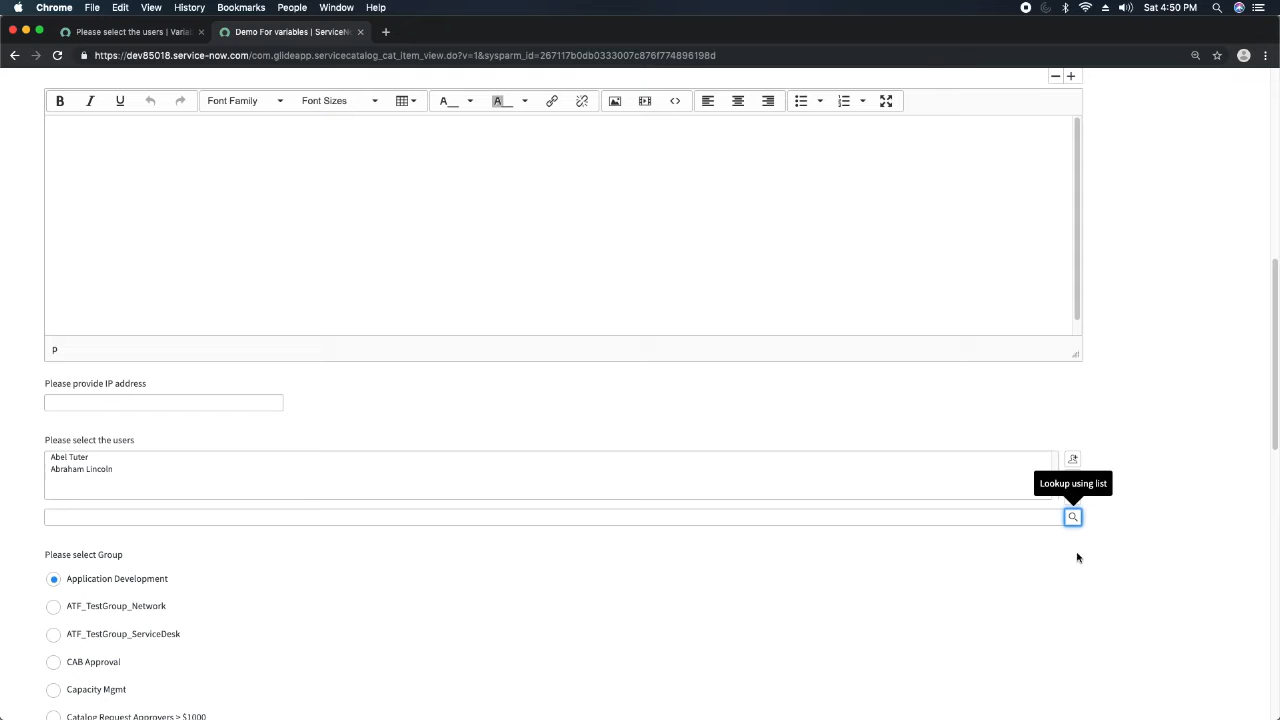 Chrome File Edit View History Bookmarks People Window Help Sat 4:50 PM
Please select the users | Varia
Demo For variables | ServiceN
https://dev85018.service-now.com/com.glideapp.servicecatalog_cat_item_view.do?v=1&sysparm_id=267117b0db0333007c876f774896198d
B I U Font Family Font Sizes A A
p
Please provide IP address
Please select the users
Abel Tuter
Abraham Lincoln
Lookup using list
Please select Group
Application Development
ATF_TestGroup_Network
ATF_TestGroup_ServiceDesk
CAB Approval
Capacity Mgmt
Catalog Request Approvers > $1000